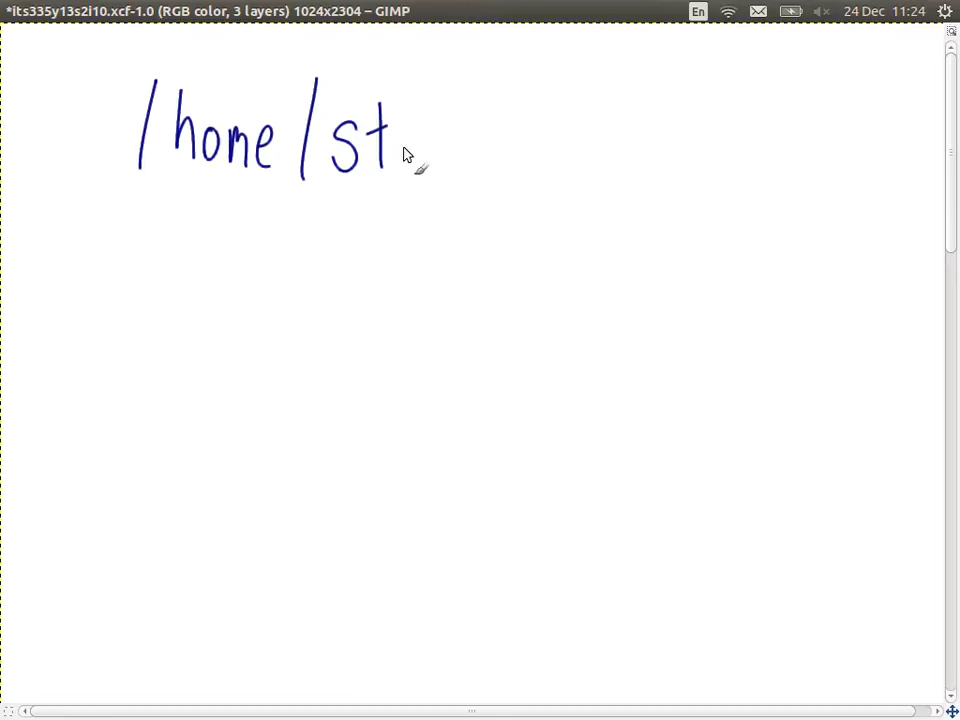 *its335y13s2i10.xcf-1.0 (RGB color, 3 layers) 1024x2304 – GIMP En 24 Dec 11:24
/home/st